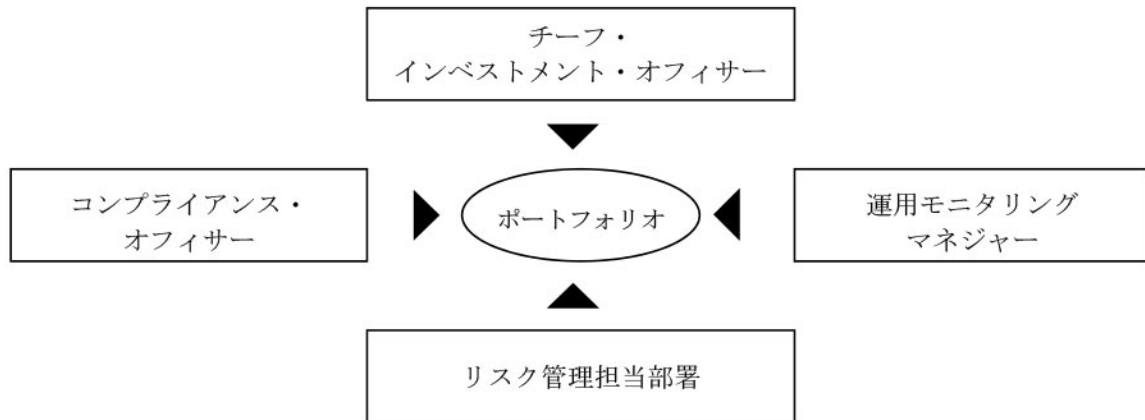 チーフ・
インベストメント・オフィサー
コンプライアンス・
オフィサー
ポートフォリオ
運用モニタリング
マネジャー
リスク管理担当部署